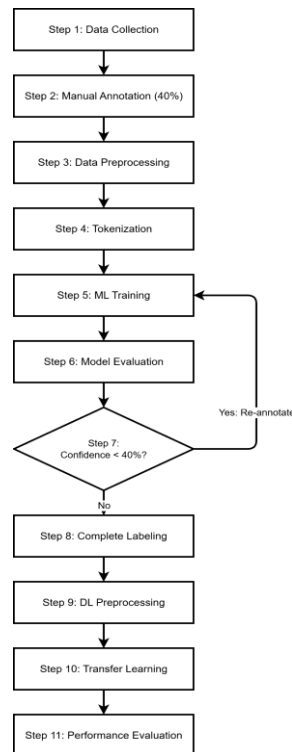 Step 1: Data Collection
Step 2: Manual Annotation (40%)
Step 3: Data Preprocessing
Step 4: Tokenization
Step 5: ML Training
Step 6: Model Evaluation
Step 7:
Confidence < 40%?
Yes: Re-annotate
No
Step 8: Complete Labeling
Step 9: DL Preprocessing
Step 10: Transfer Learning
Step 11: Performance Evaluation